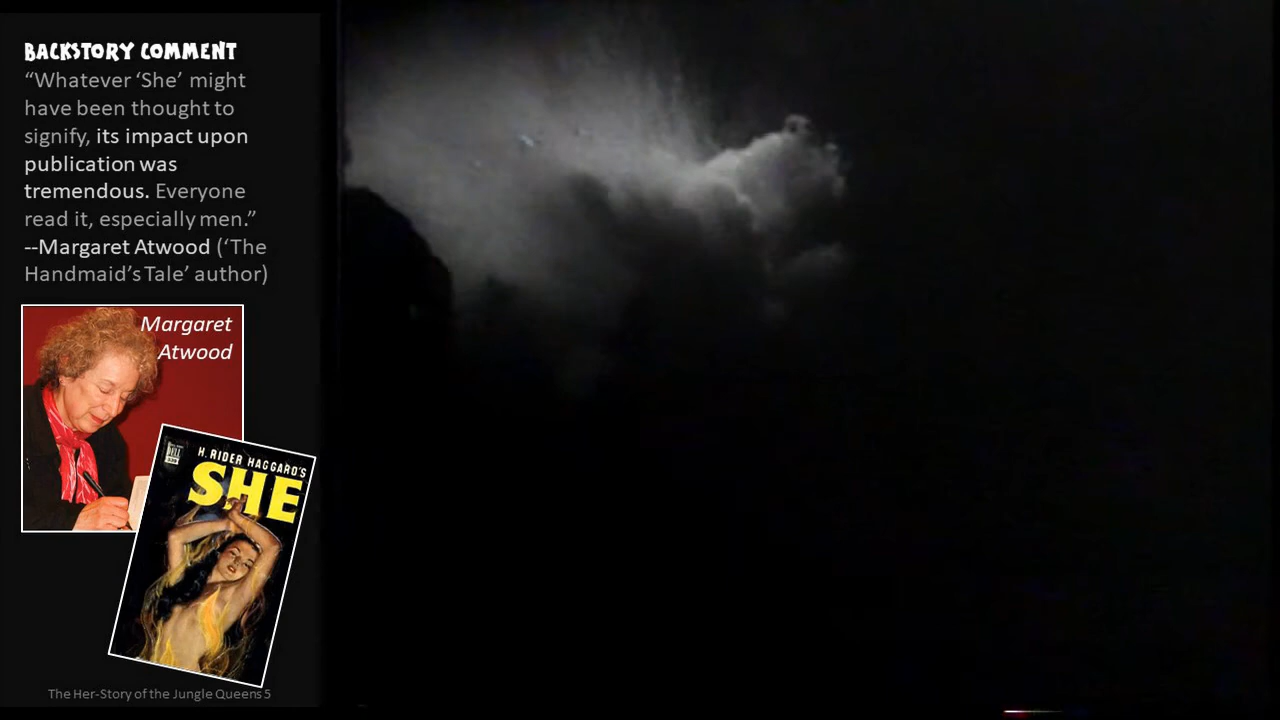 BACKSTORY COMMENT
“Whatever ‘She’ might
have been thought to
signify, its impact upon
publication was
tremendous. Everyone
read it, especially men.”
--Margaret Atwood (‘The
Handmaid’s Tale’ author)
Margaret
Atwood
H. RIDER HAGGARD'S
SHE
The Her-Story of the Jungle Queens 5